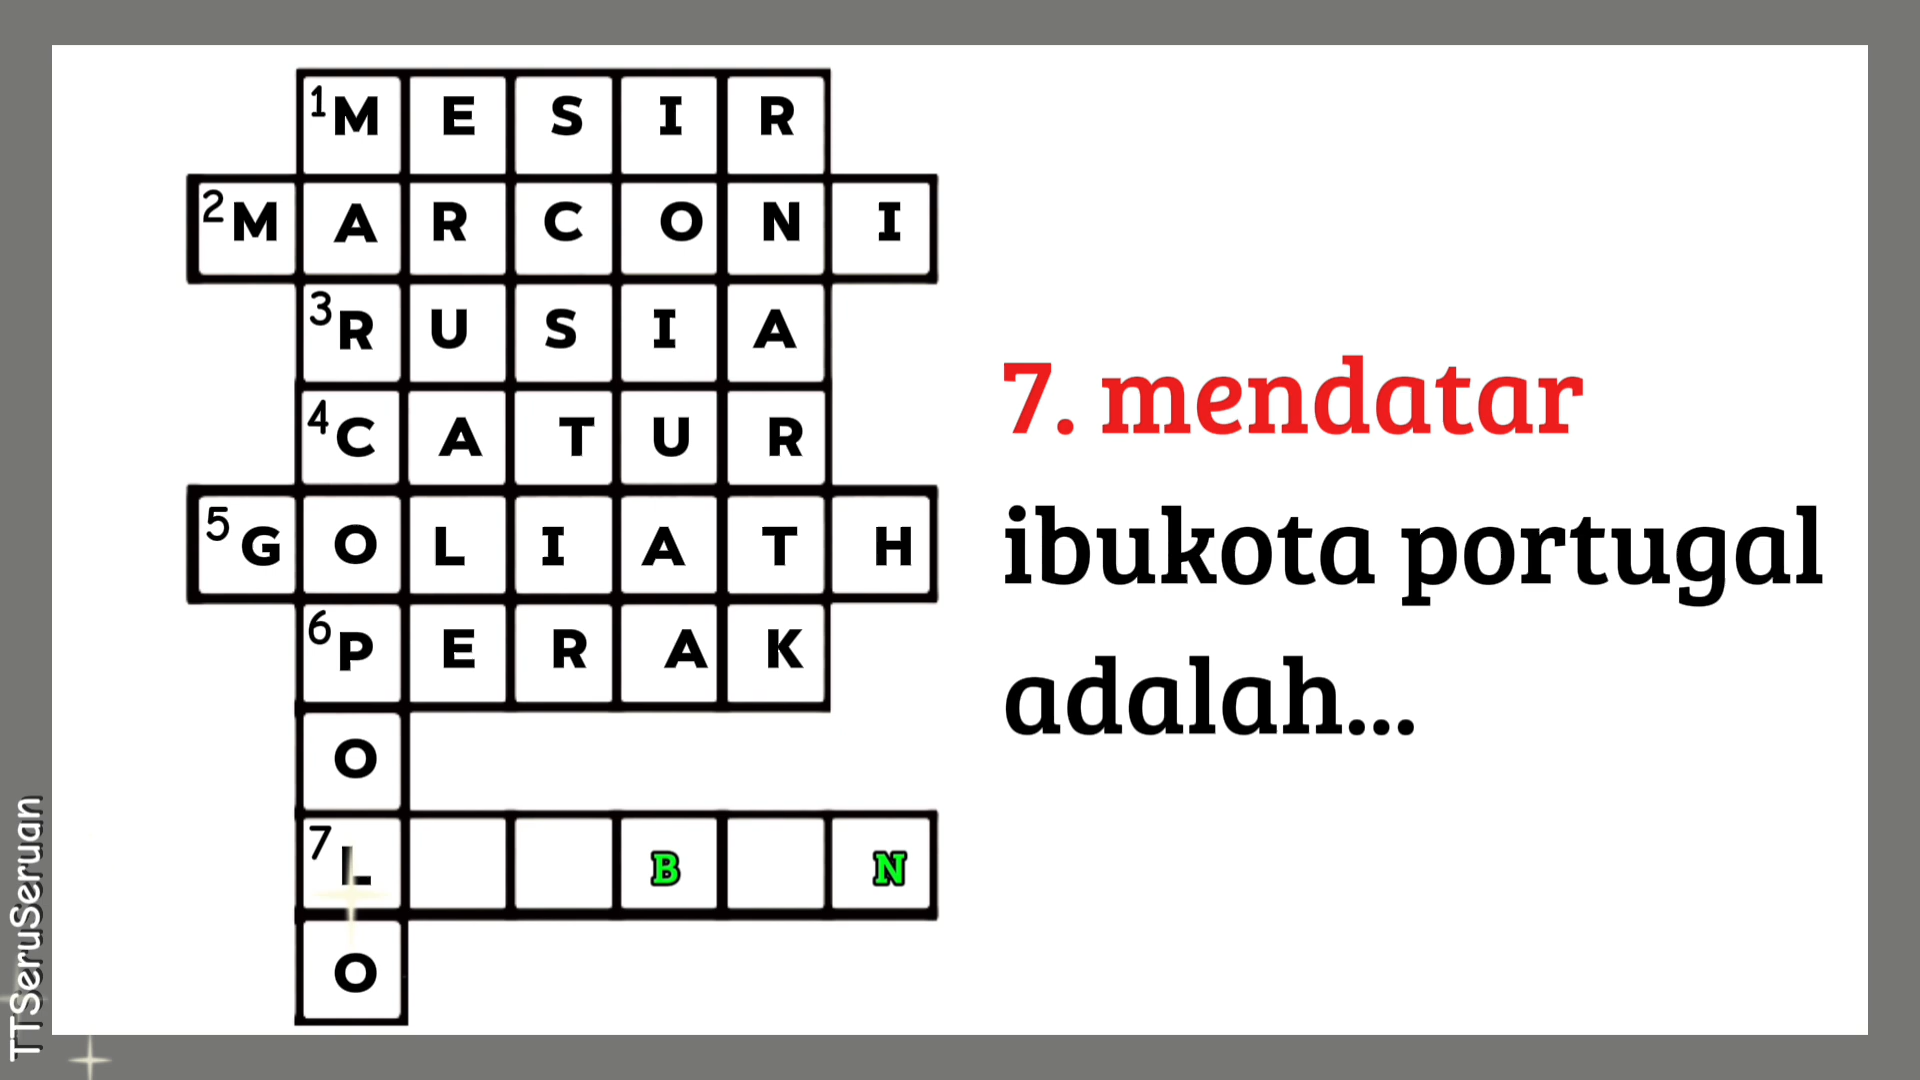 1 M E S I R
2 M A R C O N I
3 R U S I A
4 C A T U R
5 G O L I A T H
6 P E R A K
O
7 L B N
O
7. mendatar
ibukota portugal
adalah...
TTSeruSeruan